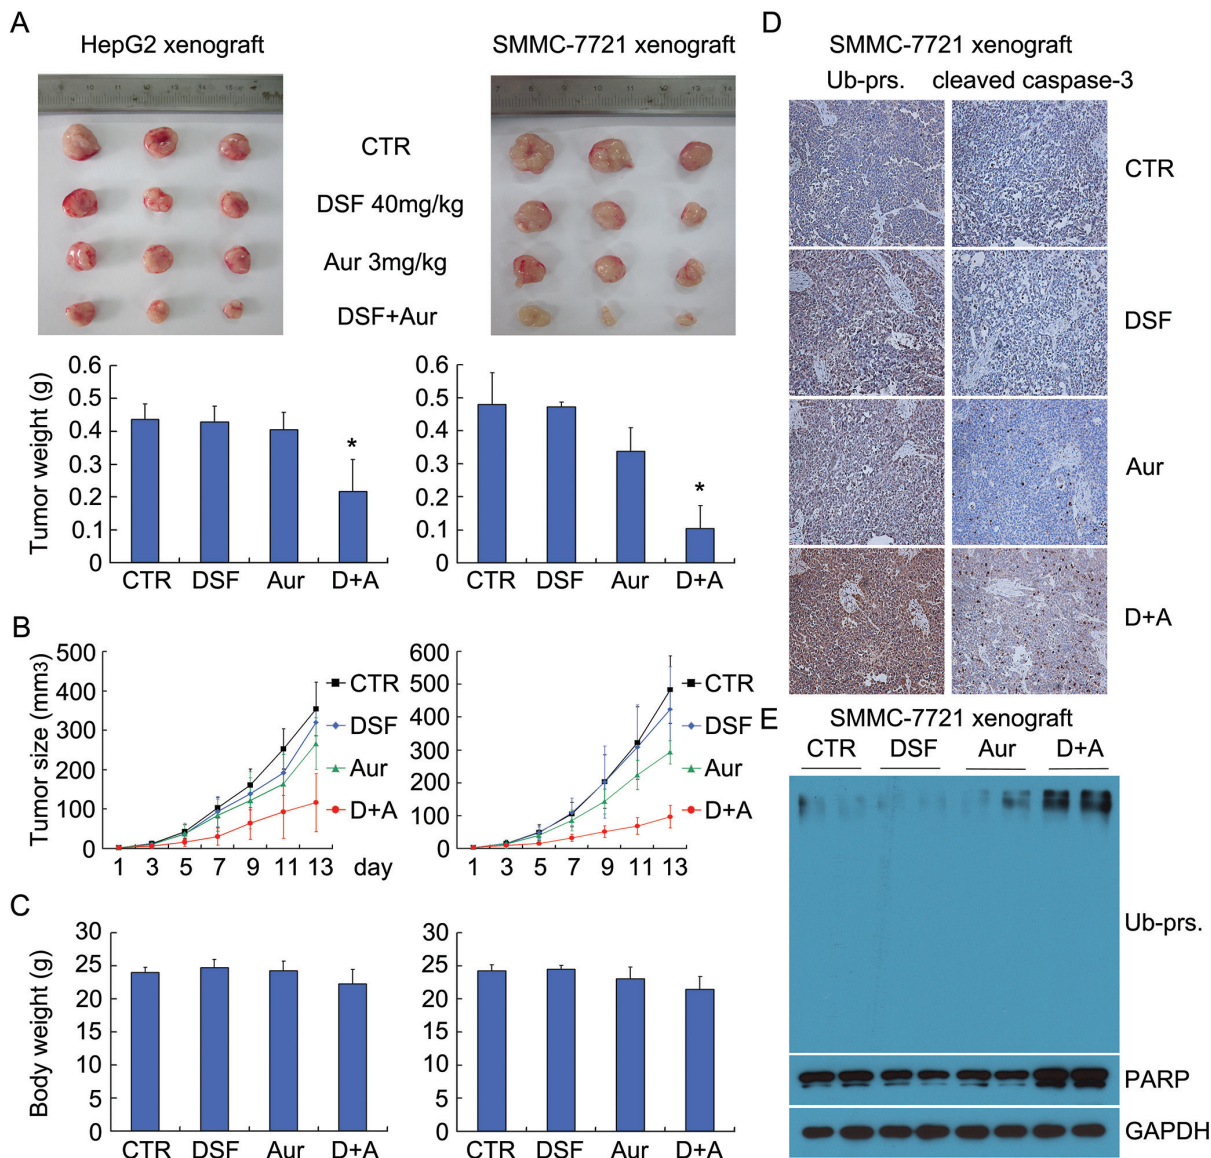 A
HepG2 xenograft
SMMC-7721 xenograft
CTR
DSF 40mg/kg
Aur 3mg/kg
DSF+Aur
Tumor weight (g)
0.6
0.5
0.4
0.3
0.2
0.1
0
*
CTR DSF Aur D+A
0.6
0.5
0.4
0.3
0.2
0.1
0
*
CTR DSF Aur D+A
B
Tumor size (mm3)
500
400
300
200
100
0
1 3 5 7 9 11 13 day
CTR
DSF
Aur
D+A
600
500
400
300
200
100
0
1 3 5 7 9 11 13
CTR
DSF
Aur
D+A
C
Body weight (g)
30
25
20
15
10
5
0
CTR DSF Aur D+A
30
25
20
15
10
5
0
CTR DSF Aur D+A
D
SMMC-7721 xenograft
Ub-prs. cleaved caspase-3
CTR
DSF
Aur
D+A
E
SMMC-7721 xenograft
CTR DSF Aur D+A
Ub-prs.
PARP
GAPDH